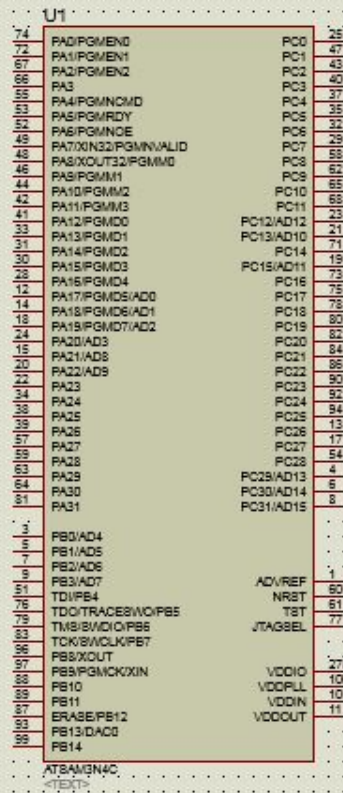 U1
74 PA0/PGMEN0 PC0 25
72 PA1/PGMEN1 PC1 47
67 PA2/PGMEN2 PC2 43
66 PA3 PC3 40
55 PA4/PGMNCMD PC4 37
53 PA5/PGMRDY PC5 35
52 PA6/PGMNOE PC6 32
49 PA7/XIN32/PGMNVALID PC7 29
48 PA8/XOUT32/PGMM0 PC8 58
46 PA9/PGMM1 PC9 62
44 PA10/PGMM2 PC10 65
42 PA11/PGMM3 PC11 68
41 PA12/PGMD0 PC12/AD12 23
33 PA13/PGMD1 PC13/AD10 21
31 PA14/PGMD2 PC14 71
30 PA15/PGMD3 PC15/AD11 19
28 PA16/PGMD4 PC16 73
12 PA17/PGMD5/AD0 PC17 75
14 PA18/PGMD6/AD1 PC18 78
18 PA19/PGMD7/AD2 PC19 80
24 PA20/AD3 PC20 82
15 PA21/AD8 PC21 84
20 PA22/AD9 PC22 86
22 PA23 PC23 90
34 PA24 PC24 92
38 PA25 PC25 94
39 PA26 PC26 13
57 PA27 PC27 17
59 PA28 PC28 54
63 PA29 PC29/AD13 4
64 PA30 PC30/AD14 6
81 PA31 PC31/AD15 8
3 PB0/AD4
5 PB1/AD5
7 PB2/AD6
9 PB3/AD7 ADVREF 1
51 TDI/PB4 NRST 60
76 TDO/TRACESWO/PB5 TST 61
79 TMS/SWDIO/PB6 JTAGSEL 77
83 TCK/SWCLK/PB7
96 PB8/XOUT
97 PB9/PGMCK/XIN VDDIO 27
88 PB10 VDDPLL 10
89 PB11 VDDIN 10
87 ERASE/PB12 VDDOUT 11
93 PB13/DAC0
99 PB14
ATSAM3N4C
<TEXT>